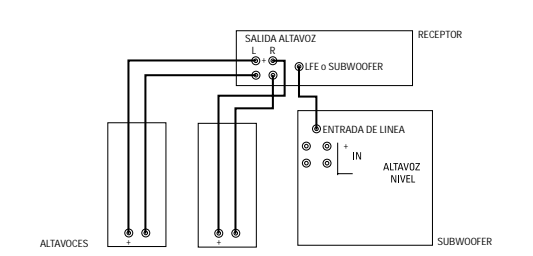 SALIDA ALTAVOZ
RECEPTOR
L R
+
LFE o SUBWOOFER
ENTRADA DE LINEA
+
IN
ALTAVOZ
NIVEL
ALTAVOCES
+
+
SUBWOOFER